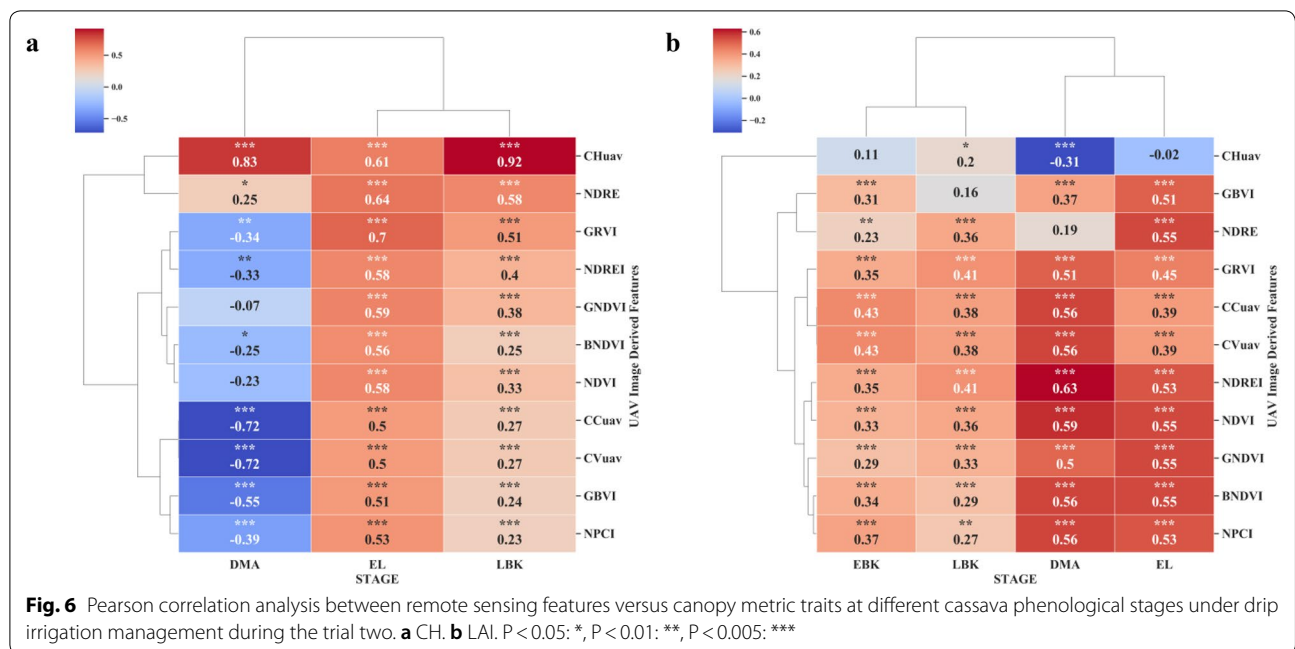 a
0.5
0.0
−0.5
*** *** ***
0.83 0.61 0.92 CHuav
* *** ***
0.25 0.64 0.58 NDRE
** *** ***
-0.34 0.7 0.51 GRVI
** *** ***
-0.33 0.58 0.4 NDREI
*** ***
-0.07 0.59 0.38 GNDVI
* *** ***
-0.25 0.56 0.25 BNDVI
*** ***
-0.23 0.58 0.33 NDVI
*** *** ***
-0.72 0.5 0.27 CCuav
*** *** ***
-0.72 0.5 0.27 CVuav
*** *** ***
-0.55 0.51 0.24 GBVI
*** *** ***
-0.39 0.53 0.23 NPCI
DMA EL LBK
STAGE
UAV Image Derived Features
b
0.6
0.4
0.2
0.0
−0.2
* ***
0.11 0.2 -0.31 -0.02 CHuav
*** *** ***
0.31 0.16 0.37 0.51 GBVI
** *** ***
0.23 0.36 0.19 0.55 NDRE
*** *** *** ***
0.35 0.41 0.51 0.45 GRVI
*** *** *** ***
0.43 0.38 0.56 0.39 CCuav
*** *** *** ***
0.43 0.38 0.56 0.39 CVuav
*** *** *** ***
0.35 0.41 0.63 0.53 NDREI
*** *** *** ***
0.33 0.36 0.59 0.55 NDVI
*** *** *** ***
0.29 0.33 0.5 0.55 GNDVI
*** *** *** ***
0.34 0.29 0.56 0.55 BNDVI
*** ** *** ***
0.37 0.27 0.56 0.53 NPCI
EBK LBK DMA EL
STAGE
UAV Image Derived Features
Fig. 6 Pearson correlation analysis between remote sensing features versus canopy metric traits at different cassava phenological stages under drip
irrigation management during the trial two. a CH. b LAI. P < 0.05: *, P < 0.01: **, P < 0.005: ***